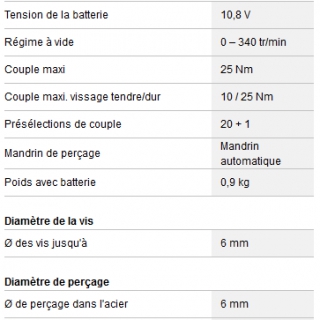 Tension de la batterie 10,8 V
Régime à vide 0 – 340 tr/min
Couple maxi 25 Nm
Couple maxi. vissage tendre/dur 10 / 25 Nm
Présélections de couple 20 + 1
Mandrin de perçage Mandrin
automatique
Poids avec batterie 0,9 kg
Diamètre de la vis
Ø des vis jusqu'à 6 mm
Diamètre de perçage
Ø de perçage dans l'acier 6 mm